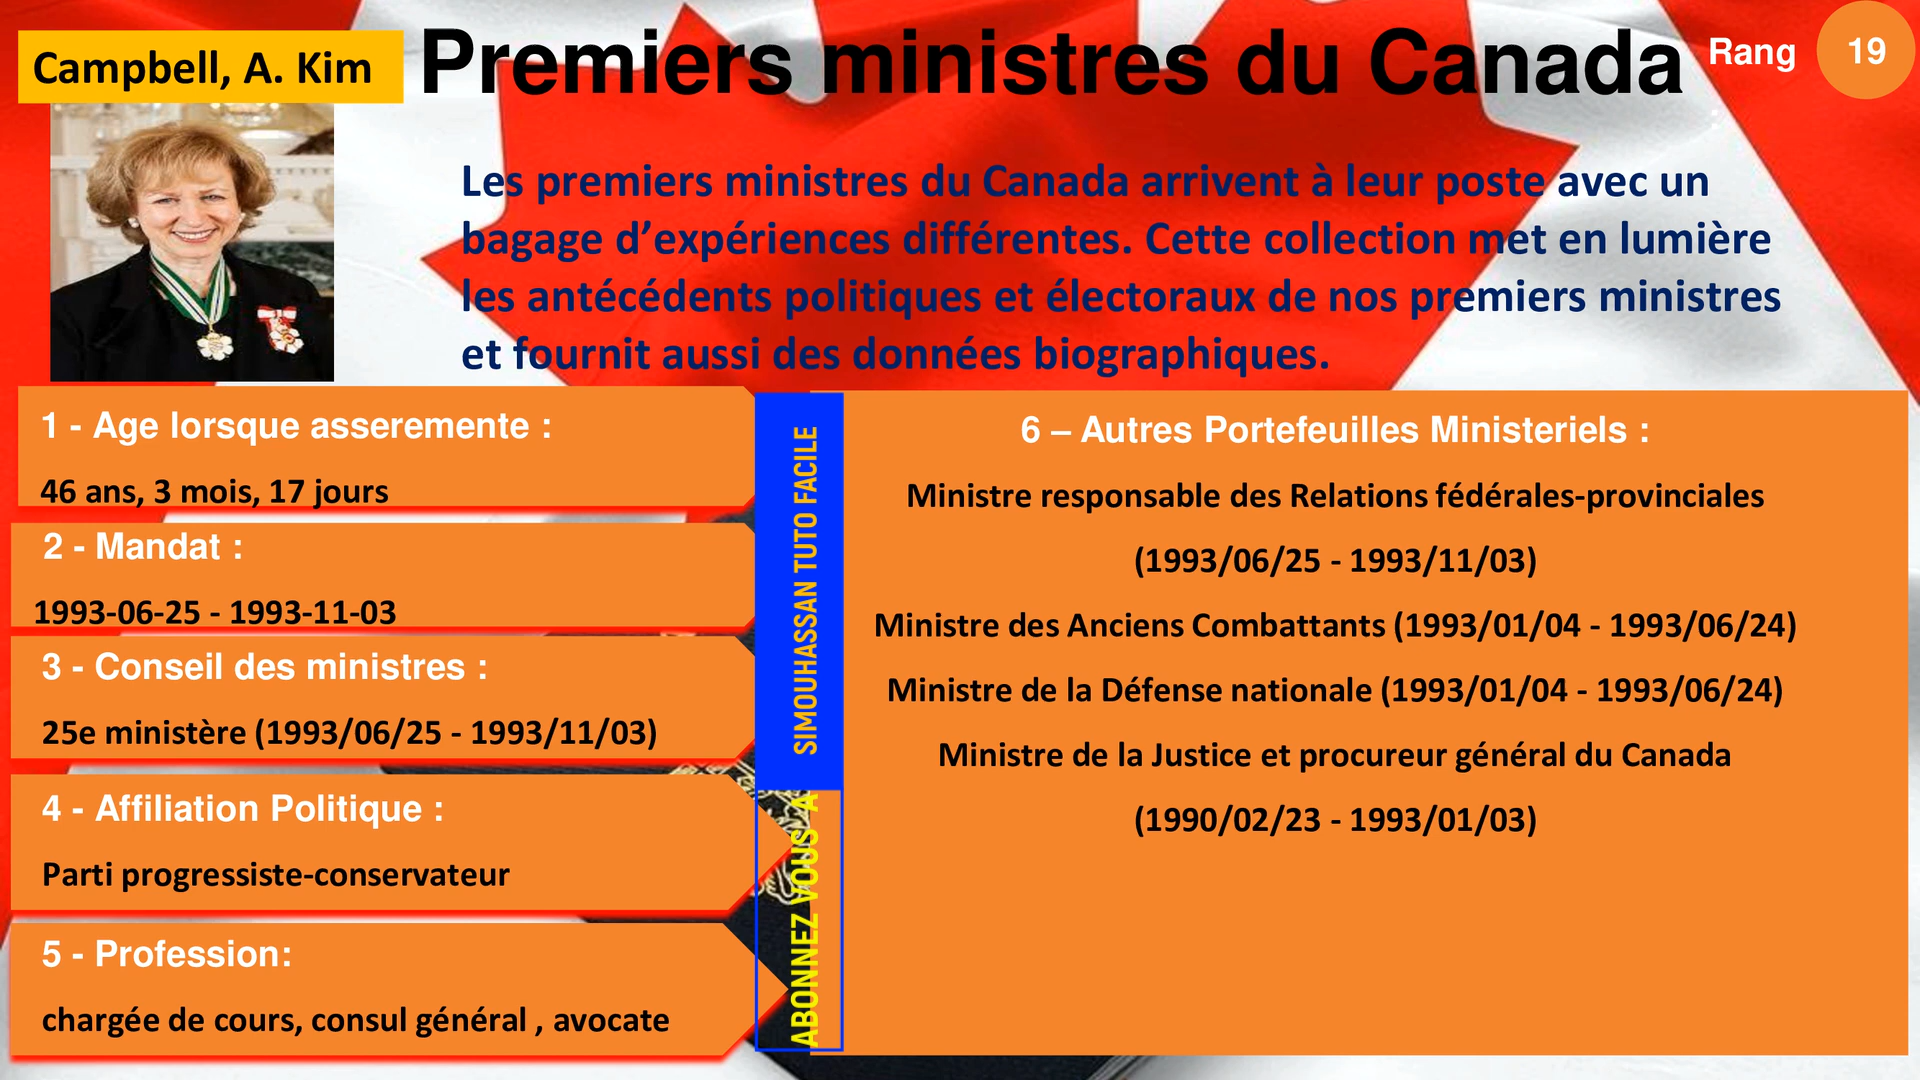 Campbell, A. Kim
Premiers ministres du Canada
Rang
19
Les premiers ministres du Canada arrivent à leur poste avec un
bagage d’expériences différentes. Cette collection met en lumière
les antécédents politiques et électoraux de nos premiers ministres
et fournit aussi des données biographiques.
1 - Age lorsque asseremente :
46 ans, 3 mois, 17 jours
2 - Mandat :
1993-06-25 - 1993-11-03
3 - Conseil des ministres :
25e ministère (1993/06/25 - 1993/11/03)
4 - Affiliation Politique :
Parti progressiste-conservateur
5 - Profession:
chargée de cours, consul général , avocate
ABONNEZ VOUS A SIMOUHASSAN TUTO FACILE
6 – Autres Portefeuilles Ministeriels :
Ministre responsable des Relations fédérales-provinciales
(1993/06/25 - 1993/11/03)
Ministre des Anciens Combattants (1993/01/04 - 1993/06/24)
Ministre de la Défense nationale (1993/01/04 - 1993/06/24)
Ministre de la Justice et procureur général du Canada
(1990/02/23 - 1993/01/03)